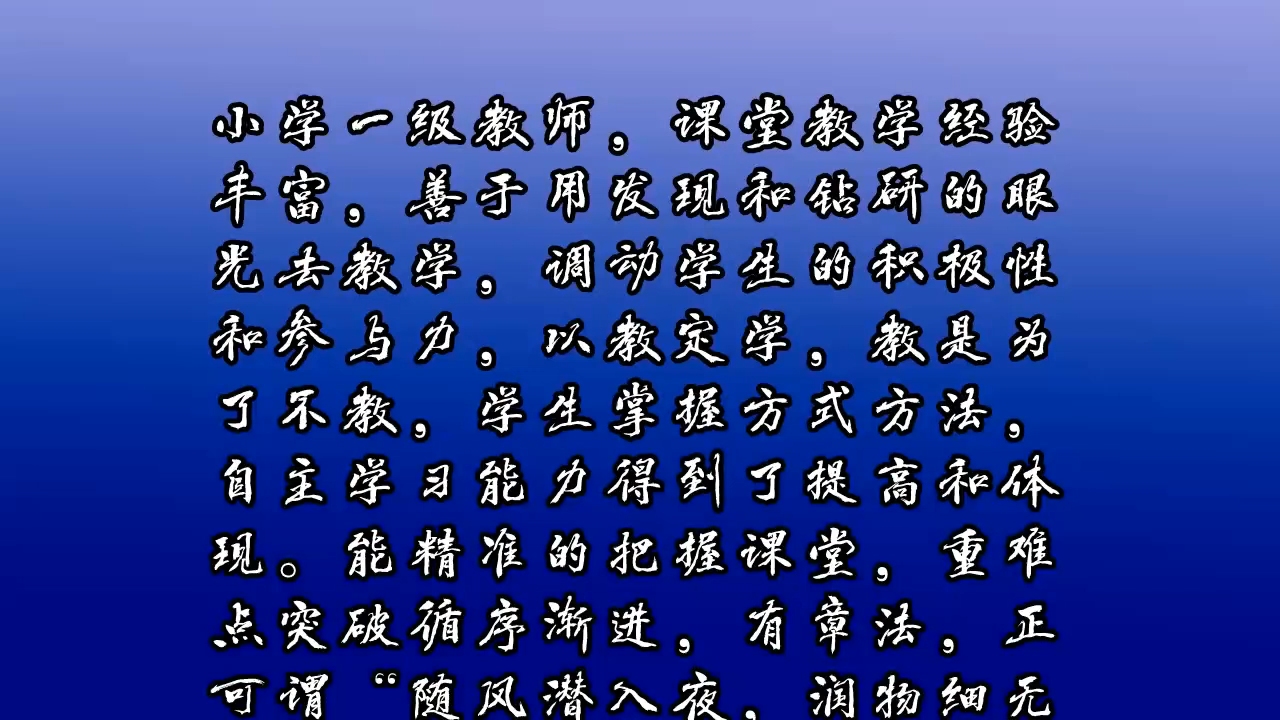 小学一级教师，课堂教学经验
丰富，善于用发现和钻研的眼
光去教学，调动学生的积极性
和参与力，以教定学，教是为
了不教，学生掌握方式方法，
自主学习能力得到了提高和体
现。能精准的把握课堂，重难
点突破循序渐进，有章法，正
可谓“随风潜入夜，润物细无